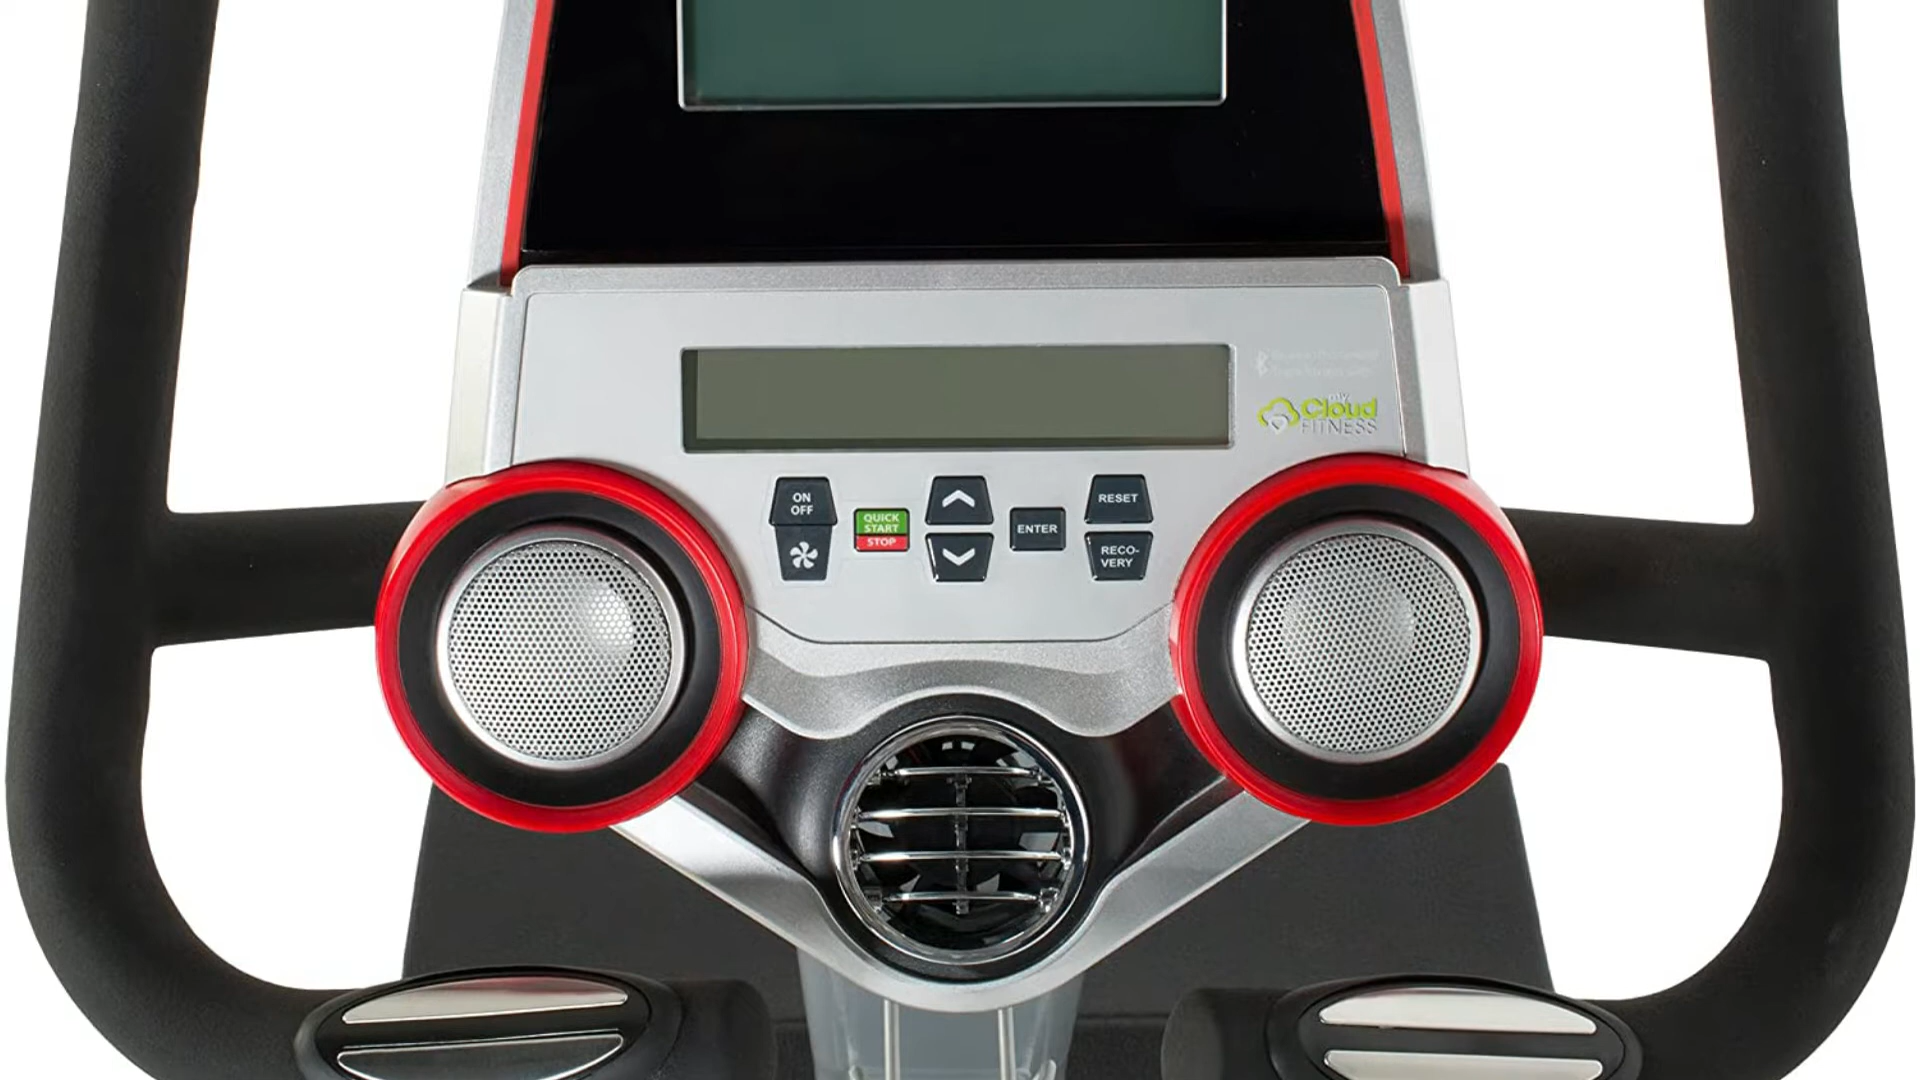 my
Cloud
FITNESS
ON
OFF
QUICK
START
STOP
ENTER
RESET
RECO-
VERY